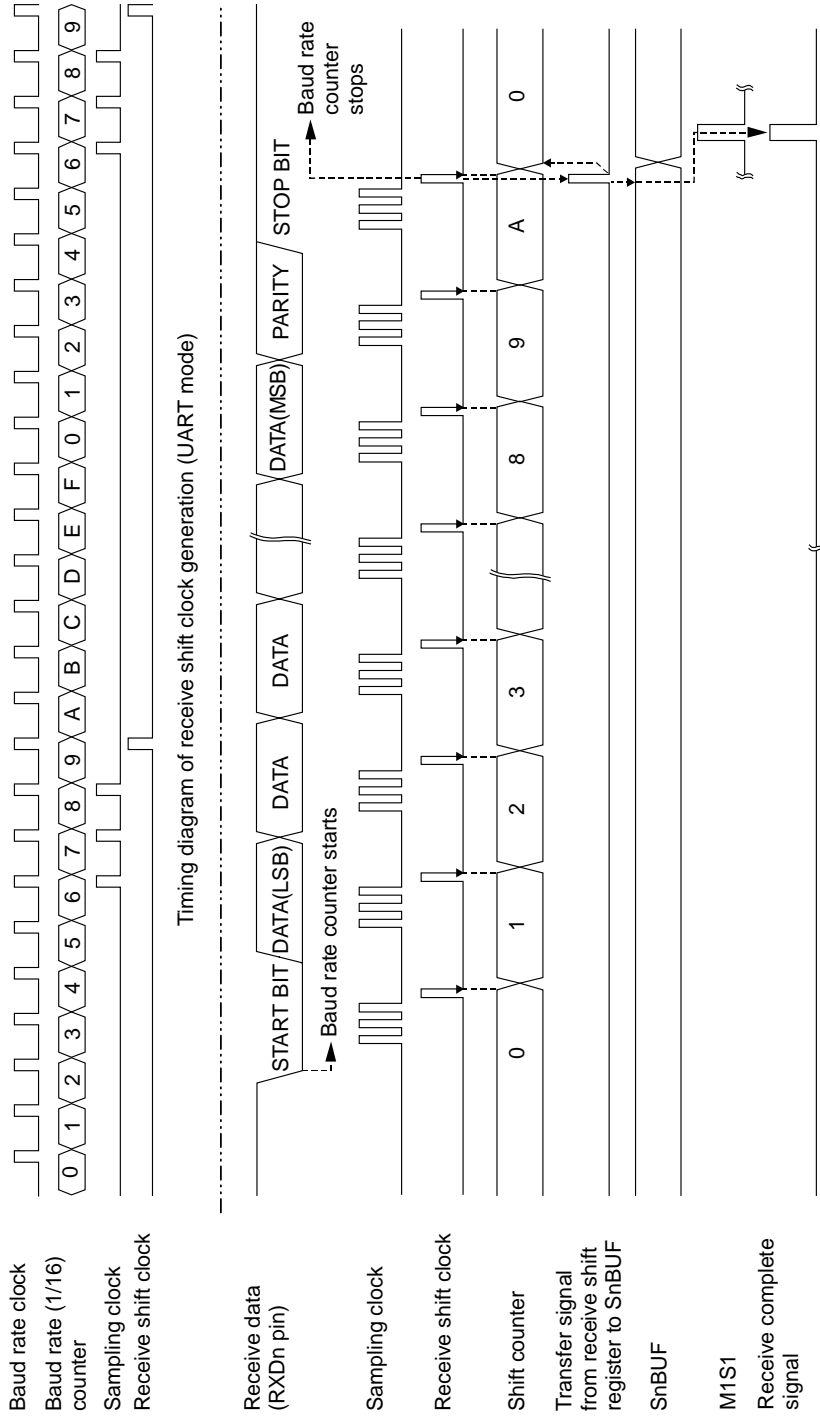 Baud rate clock
Baud rate (1/16)
counter
0 1 2 3 4 5 6 7 8 9 A B C D E F 0 1 2 3 4 5 6 7 8 9
Sampling clock
Receive shift clock
Timing diagram of receive shift clock generation (UART mode)
Receive data
(RXDn pin)
START BIT DATA(LSB) DATA DATA DATA(MSB) PARITY STOP BIT
Baud rate counter starts
Baud rate
counter
stops
Sampling clock
Receive shift clock
Shift counter
0 1 2 3 8 9 A 0
Transfer signal
from receive shift
register to SnBUF
SnBUF
M1S1
Receive complete
signal